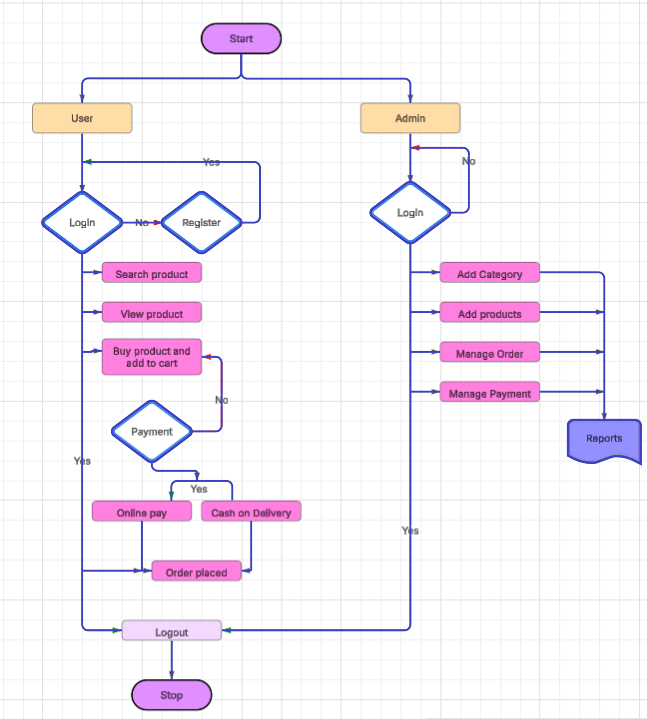 Start
User
Admin
Yes
No
Login
No
Register
Login
Search product
View product
Buy product and
add to cart
Add Category
Add products
Manage Order
Manage Payment
No
Payment
Reports
Yes
Yes
Online pay
Cash on Delivery
Yes
Order placed
Logout
Stop